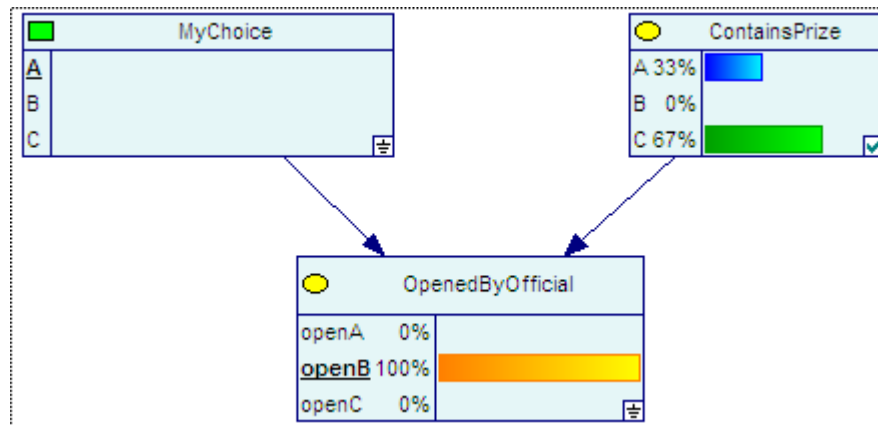 MyChoice
A
B
C
ContainsPrize
A 33%
B 0%
C 67%
OpenedByOfficial
openA 0%
openB 100%
openC 0%